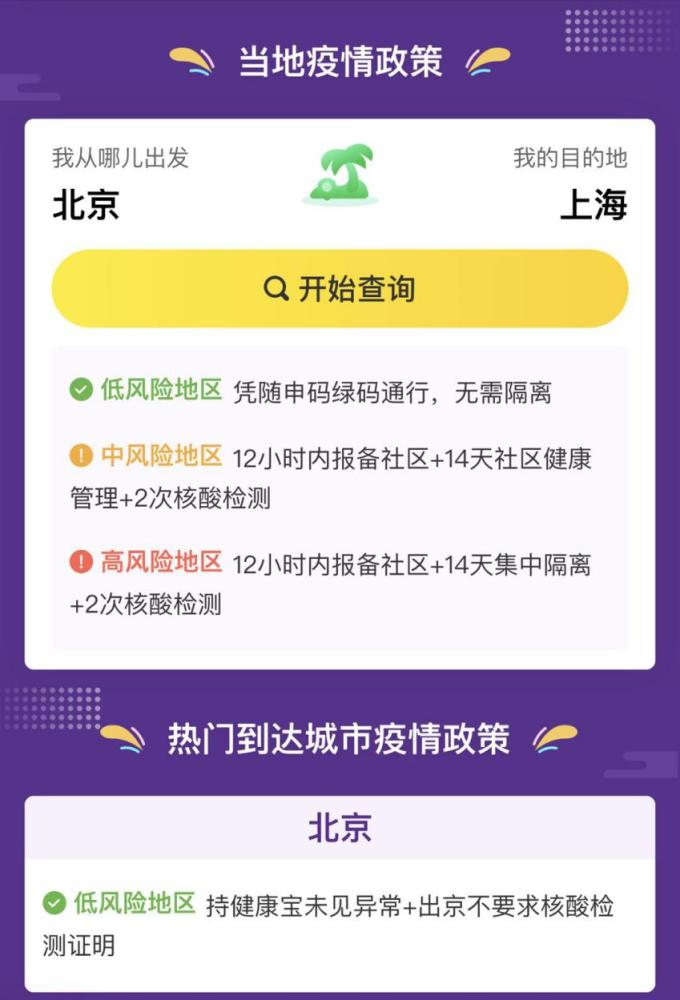 当地疫情政策
我从哪儿出发
我的目的地
北京
上海
开始查询
低风险地区 凭随申码绿码通行，无需隔离
中风险地区 12小时内报备社区+14天社区健康
管理+2次核酸检测
高风险地区 12小时内报备社区+14天集中隔离
+2次核酸检测
热门到达城市疫情政策
北京
低风险地区 持健康宝未见异常+出京不要求核酸检
测证明